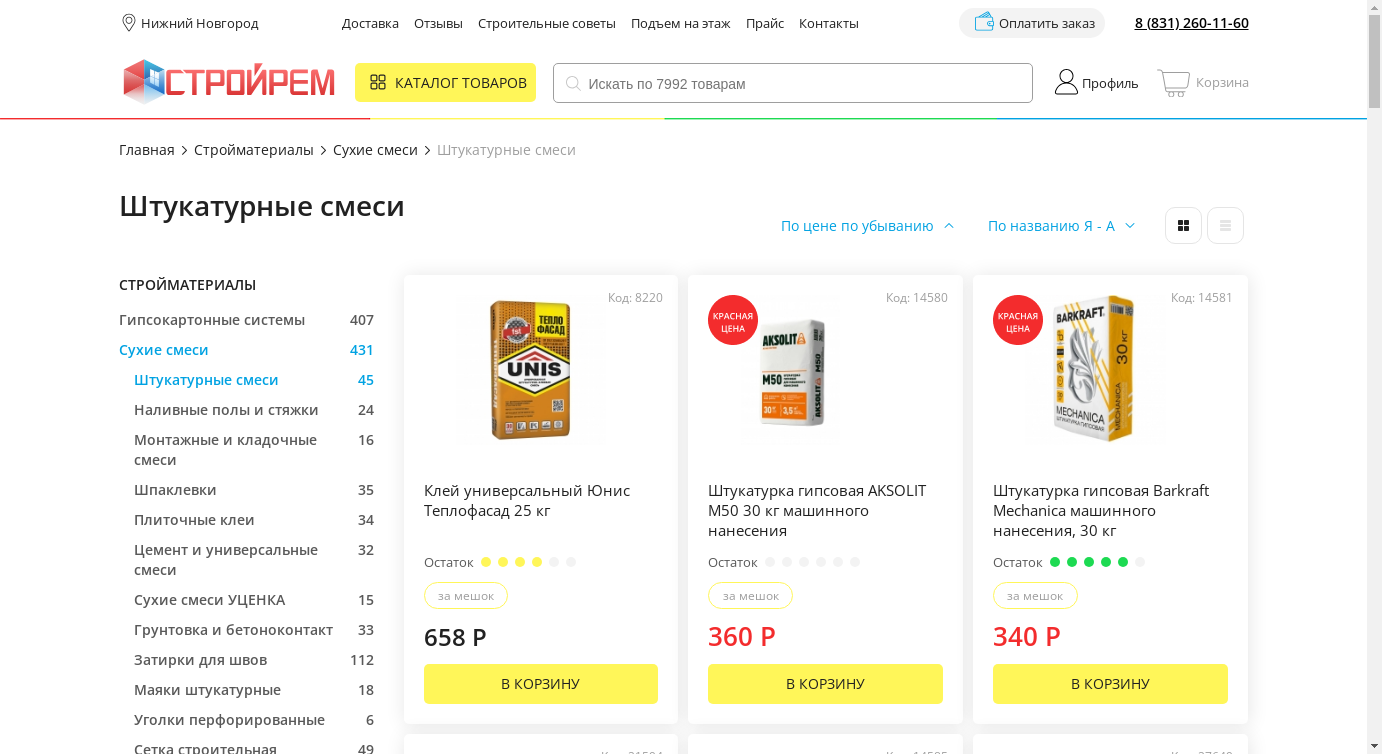 Нижний Новгород
Доставка Отзывы Строительные советы Подъем на этаж Прайс Контакты
Оплатить заказ
8 (831) 260-11-60
СТРОЙРЕМ
КАТАЛОГ ТОВАРОВ
Искать по 7992 товарам
Профиль
Корзина
Главная Стройматериалы Сухие смеси Штукатурные смеси
Штукатурные смеси
По цене по убыванию По названию Я - А
СТРОЙМАТЕРИАЛЫ
Гипсокартонные системы 407
Сухие смеси 431
Штукатурные смеси 45
Наливные полы и стяжки 24
Монтажные и кладочные
смеси 16
Шпаклевки 35
Плиточные клеи 34
Цемент и универсальные
смеси 32
Сухие смеси УЦЕНКА 15
Грунтовка и бетоноконтакт 33
Затирки для швов 112
Маяки штукатурные 18
Уголки перфорированные 6
Сетка строительная 49
Код: 8220
ТЕПЛО
ФАСАД
UNIS
Клей универсальный Юнис
Теплофасад 25 кг
Остаток
за мешок
658 Р
В КОРЗИНУ
Код: 14580
КРАСНАЯ
ЦЕНА
AKSOLIT
M50
Штукатурка гипсовая AKSOLIT
М50 30 кг машинного
нанесения
Остаток
за мешок
360 Р
В КОРЗИНУ
Код: 14581
КРАСНАЯ
ЦЕНА
BARKRAFT
30 КГ
MECHANICA
ШТУКАТУРКА ГИПСОВАЯ
Штукатурка гипсовая Barkraft
Mechanica машинного
нанесения, 30 кг
Остаток
за мешок
340 Р
В КОРЗИНУ